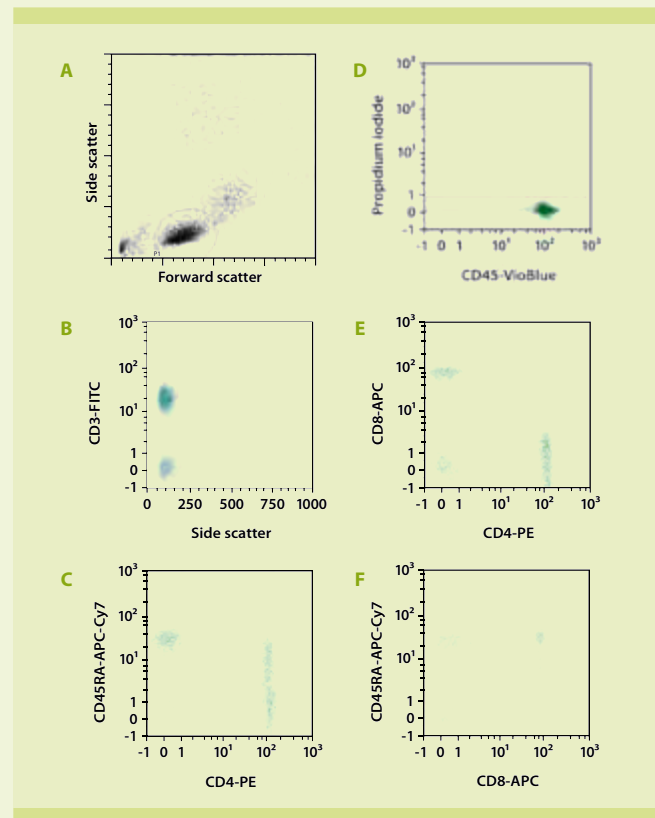 A
Side scatter
P1
Forward scatter
D
Propidium iodide
10³
10²
10¹
1
0
-1
-1 0 1 10¹ 10² 10³
CD45-VioBlue
B
CD3-FITC
10³
10²
10¹
1
0
-1
0 250 500 750 1000
Side scatter
E
CD8-APC
10³
10²
10¹
1
0
-1
-1 0 1 10¹ 10² 10³
CD4-PE
C
CD45RA-APC-Cy7
10³
10²
10¹
1
0
-1
-1 0 1 10¹ 10² 10³
CD4-PE
F
CD45RA-APC-Cy7
10³
10²
10¹
1
0
-1
-1 0 1 10¹ 10² 10³
CD8-APC